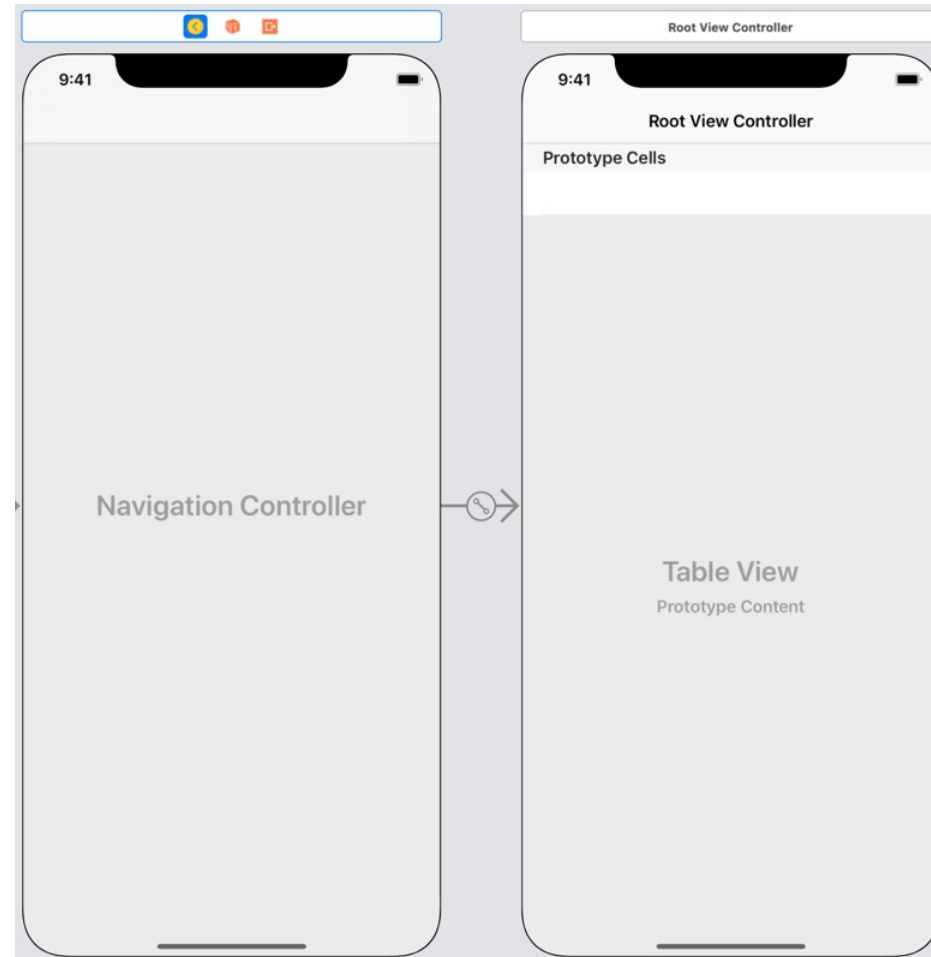 Root View Controller
9:41
9:41
Root View Controller
Prototype Cells
Navigation Controller
Table View
Prototype Content